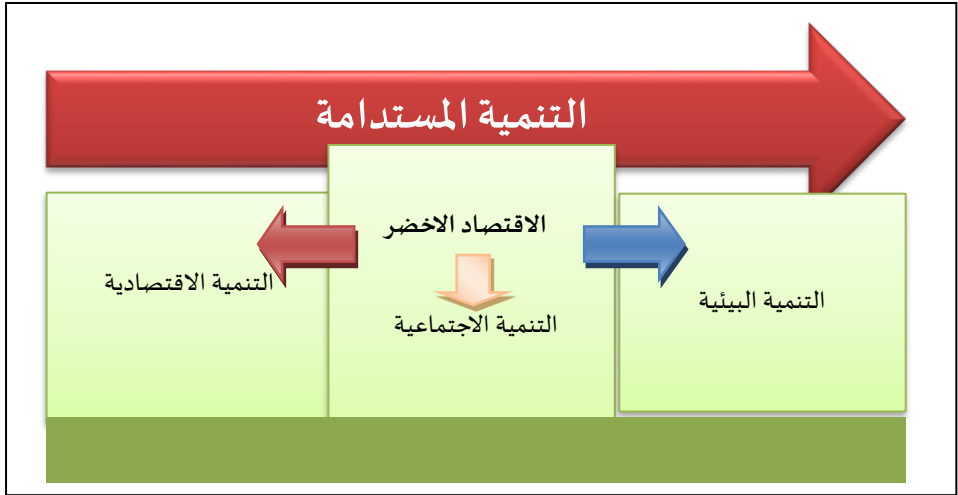 التنمية المستدامة
الاقتصاد الاخضر
التنمية البيئية
التنمية الاجتماعية
التنمية الاقتصادية